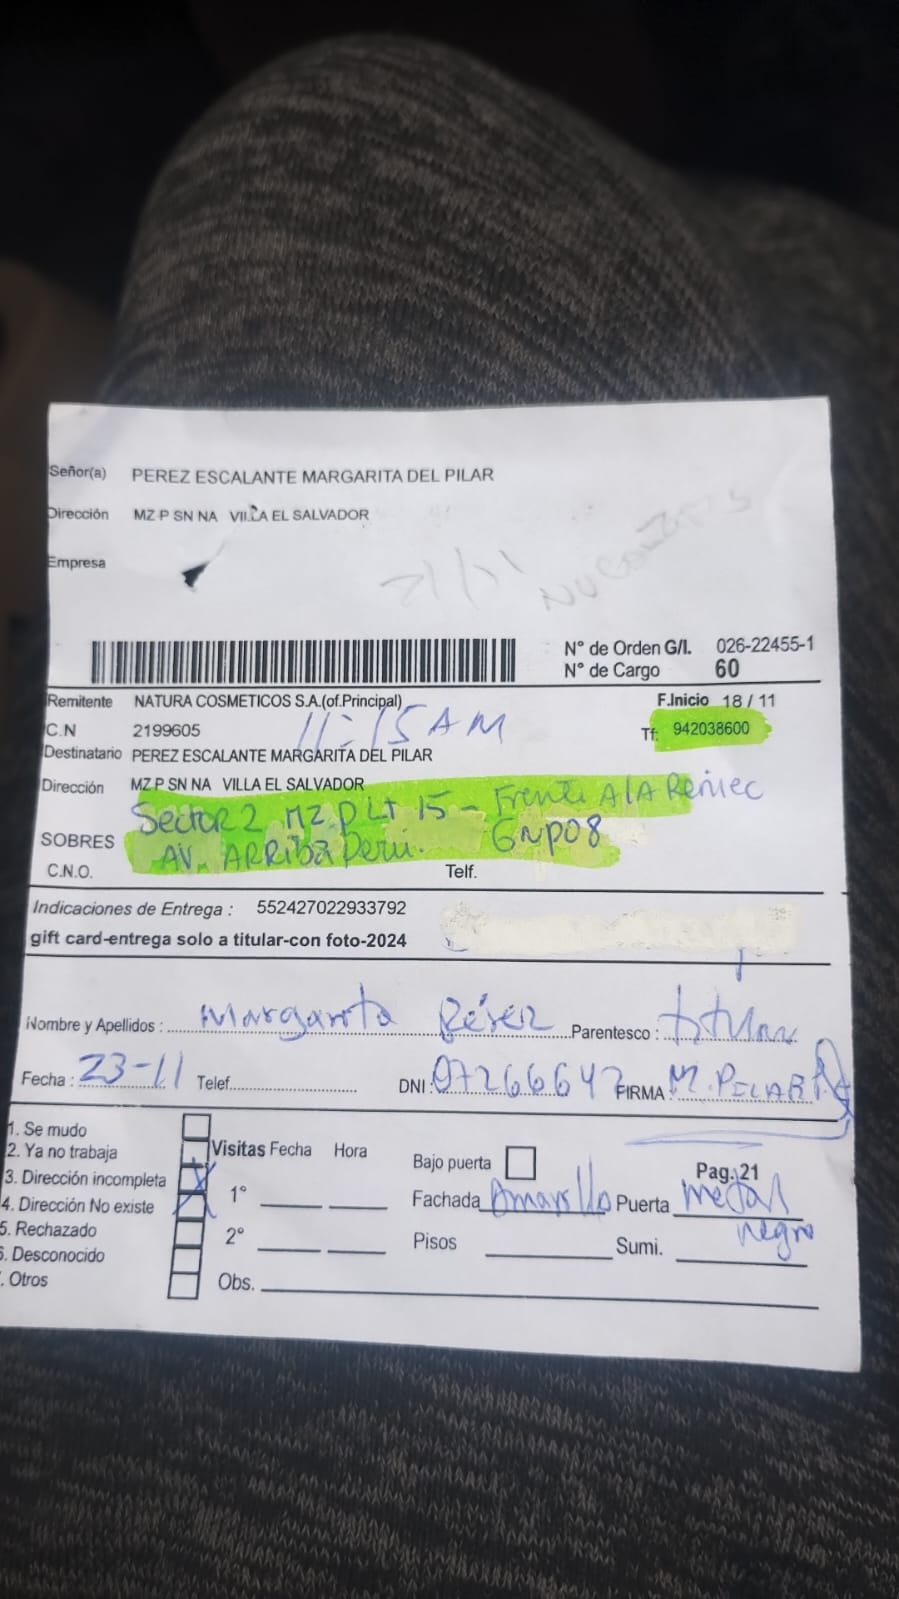 Señor(a) PEREZ ESCALANTE MARGARITA DEL PILAR
Dirección MZ P SN NA VILLA EL SALVADOR
Empresa
21/11 NO CONTESTA
N° de Orden G/I. 026-22455-1
N° de Cargo 60
Remitente NATURA COSMETICOS S.A.(of.Principal) F.Inicio 18 / 11
11:15 AM
C.N 2199605 Tf: 942038600
Destinatario PEREZ ESCALANTE MARGARITA DEL PILAR
Dirección MZ P SN NA VILLA EL SALVADOR
Sector 2 MZ P LT 15 - Frente A la Reniec
SOBRES AV. ARRIBA Perú. GNP08
C.N.O. Telf.
Indicaciones de Entrega : 552427022933792
gift card-entrega solo a titular-con foto-2024
Nombre y Apellidos : Margarita Pérez Parentesco : titular
Fecha : 23-11 Telef. DNI : 07266647 FIRMA : M. PILAR
1. Se mudo
2. Ya no trabaja Visitas Fecha Hora Bajo puerta Pag. 21
3. Dirección incompleta 1° Fachada Amarillo Puerta metal
negro
4. Dirección No existe
5. Rechazado 2° Pisos Sumi.
6. Desconocido
. Otros Obs.